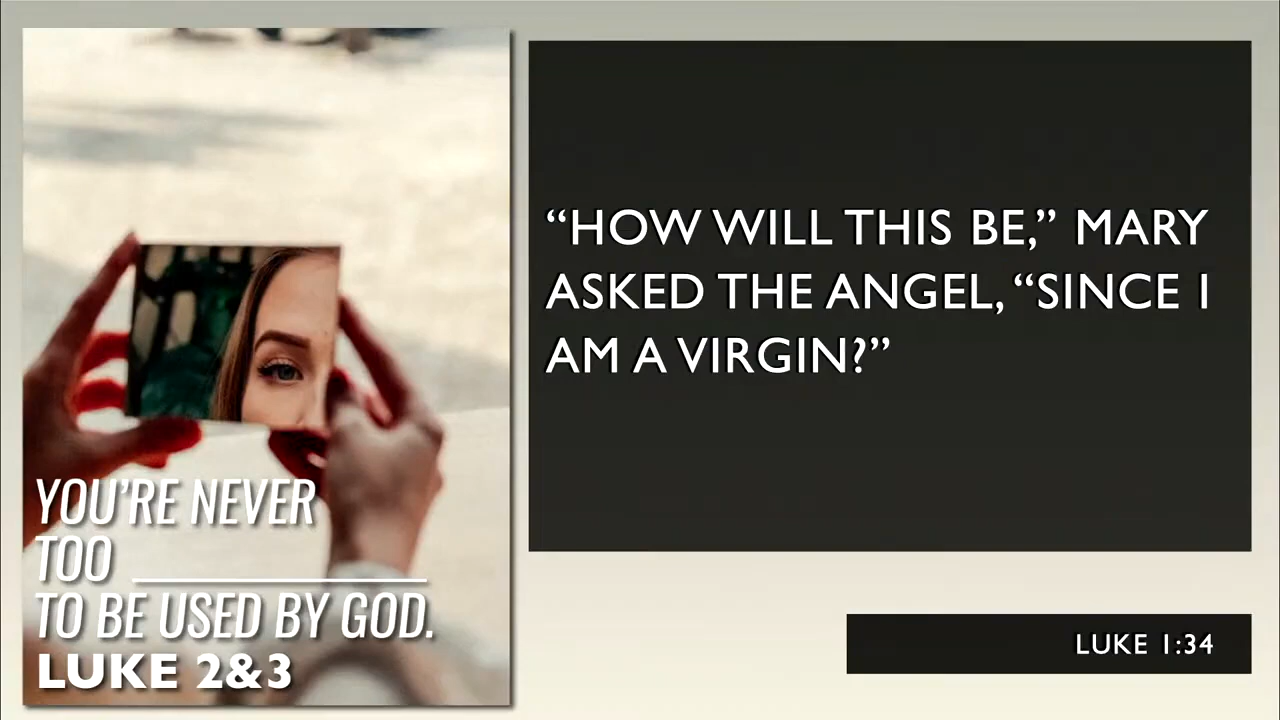 YOU'RE NEVER
TOO ____________
TO BE USED BY GOD.
LUKE 2&3
“HOW WILL THIS BE,” MARY
ASKED THE ANGEL, “SINCE I
AM A VIRGIN?”
LUKE 1:34